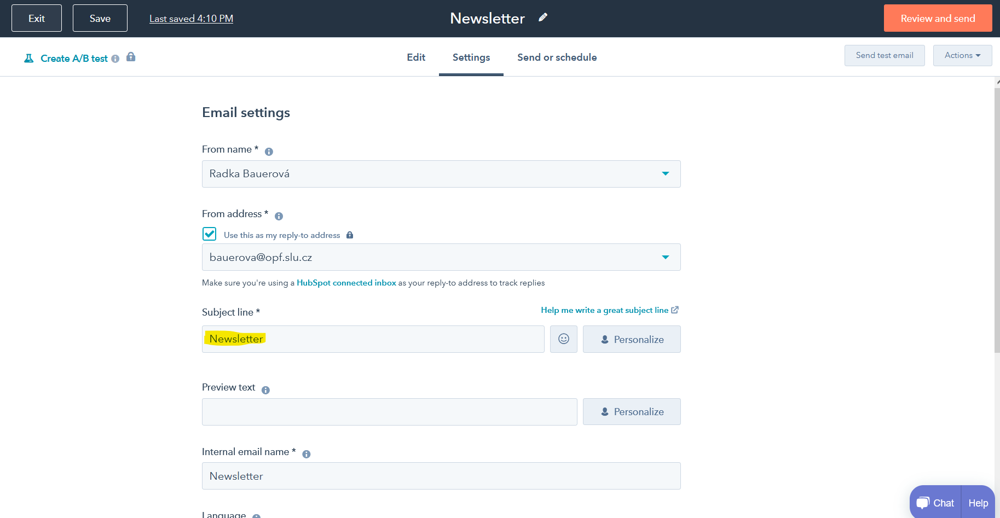 Exit
Save
Last saved 4:10 PM
Newsletter
Review and send
Create A/B test
Edit
Settings
Send or schedule
Send test email
Actions
Email settings
From name *
Radka Bauerová
From address *
Use this as my reply-to address
bauerova@opf.slu.cz
Make sure you're using a HubSpot connected inbox as your reply-to address to track replies
Subject line *
Help me write a great subject line
Newsletter
Personalize
Preview text
Personalize
Internal email name *
Newsletter
Language
Chat
Help